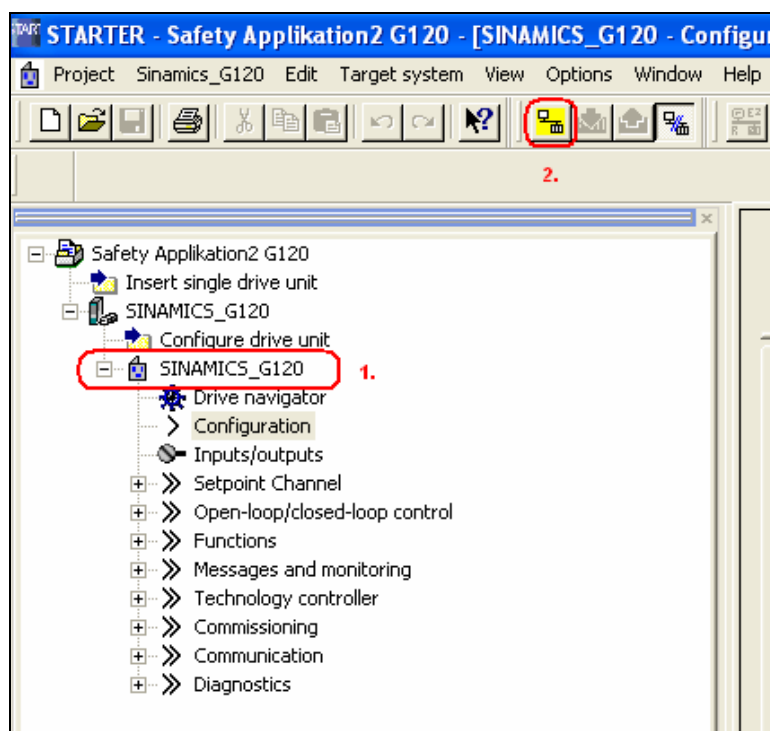 STARTER - Safety Applikation2 G120 - [SINAMICS_G120 - Configur
Project Sinamics_G120 Edit Target system View Options Window Help
2.
Safety Applikation2 G120
Insert single drive unit
SINAMICS_G120
Configure drive unit
SINAMICS_G120 1.
Drive navigator
Configuration
Inputs/outputs
Setpoint Channel
Open-loop/closed-loop control
Functions
Messages and monitoring
Technology controller
Commissioning
Communication
Diagnostics